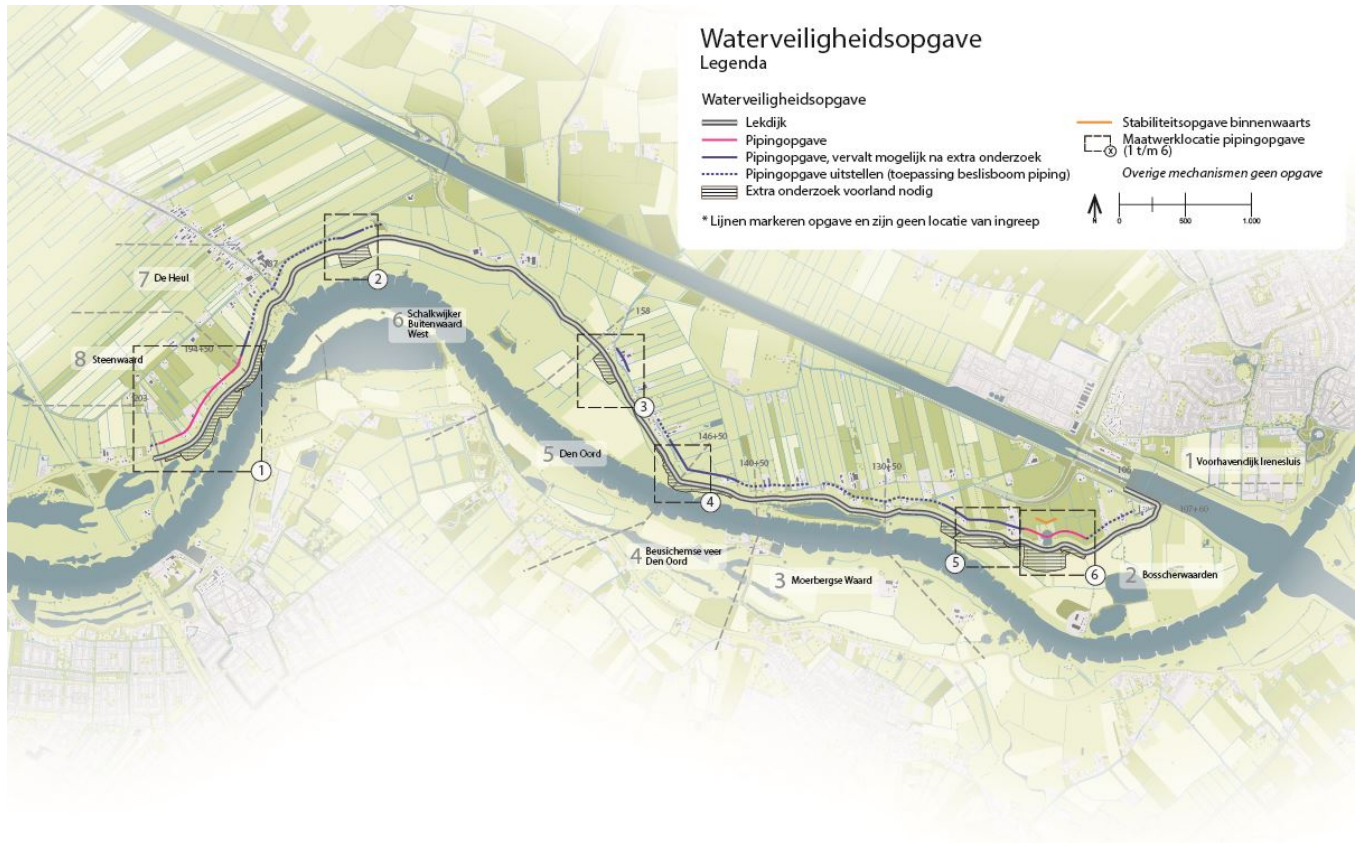 Waterveiligheidsopgave
Legenda
Waterveiligheidsopgave
Lekdijk
Pipingopgave
Pipingopgave, vervalt mogelijk na extra onderzoek
Pipingopgave uitstellen (toepassing beslisboom piping)
Extra onderzoek voorland nodig
* Lijnen markeren opgave en zijn geen locatie van ingreep
Stabiliteitsopgave binnenwaarts
Maatwerklocatie pipingopgave
(1 t/m 6)
x
Overige mechanismen geen opgave
N
0 500 1.000
7 De Heul
187
2
6 Schalkwijker
Buitenwaard
West
158
8 Steenwaard
194+50
203
1
3
5 Den Oord
146+50
140+50
130+50
4
106
1 Voorhavendijk Irenesluis
107+60
4 Beusichemse veer
Den Oord
3 Moerbergse Waard
5
6
2 Bosscherwaarden